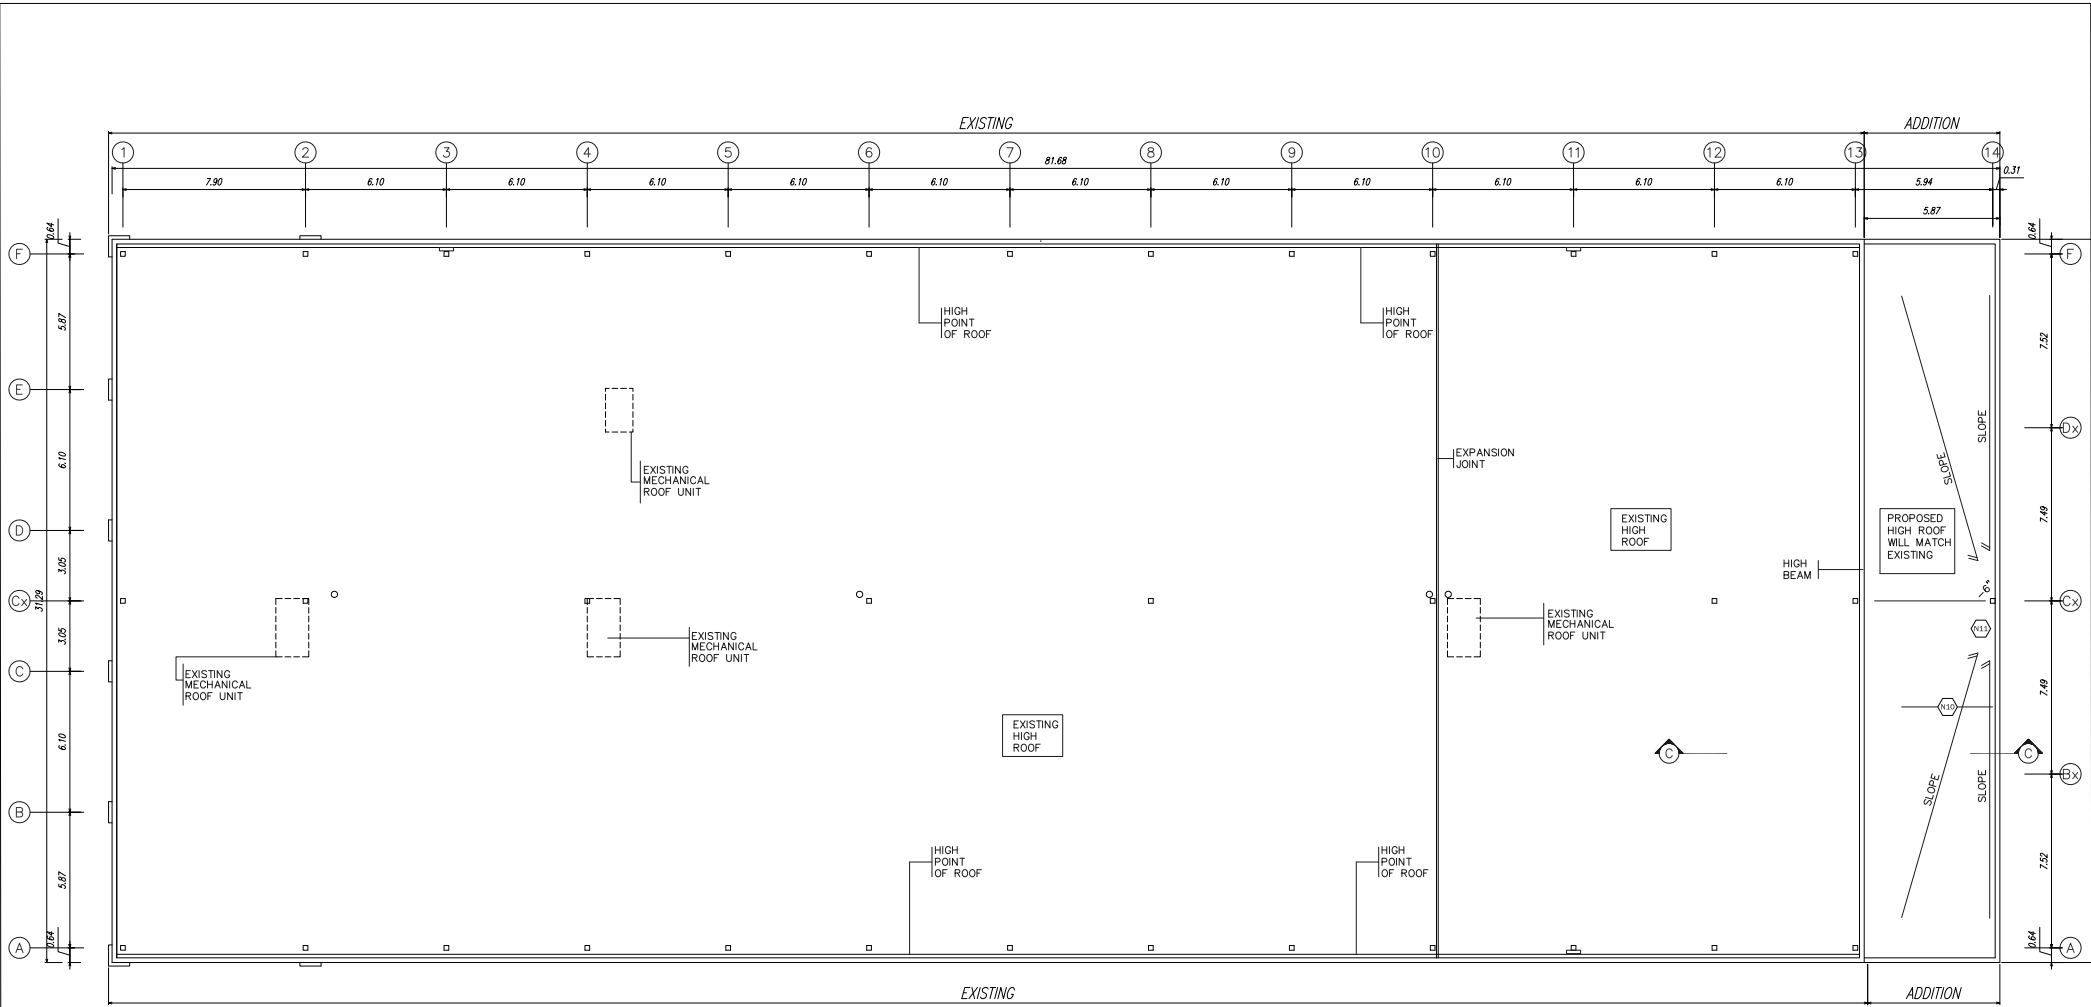 EXISTING
ADDITION
1
2
3
4
5
6
7
8
9
10
11
12
13
14
81.68
0.31
7.90
6.10
6.10
6.10
6.10
6.10
6.10
6.10
6.10
6.10
6.10
6.10
5.94
5.87
0.64
0.64
F
F
HIGH
POINT
OF ROOF
HIGH
POINT
OF ROOF
5.87
7.52
E
SLOPE
Dx
EXPANSION
JOINT
6.10
SLOPE
EXISTING
MECHANICAL
ROOF UNIT
7.49
D
EXISTING
HIGH
ROOF
PROPOSED
HIGH ROOF
WILL MATCH
EXISTING
3.05
HIGH
BEAM
-6"
Cx
31.29
Cx
3.05
EXISTING
MECHANICAL
ROOF UNIT
EXISTING
MECHANICAL
ROOF UNIT
N11
C
EXISTING
MECHANICAL
ROOF UNIT
7.49
N10
EXISTING
HIGH
ROOF
6.10
C
C
Bx
SLOPE
SLOPE
B
HIGH
POINT
OF ROOF
HIGH
POINT
OF ROOF
5.87
7.52
0.64
0.64
A
A
EXISTING
ADDITION